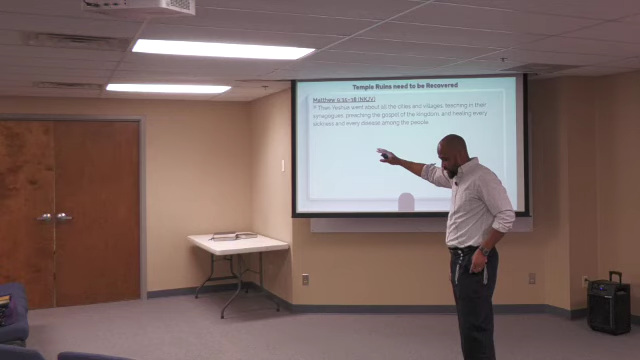 Temple Ruins need to be Recovered
Matthew 9:35-38 (NKJV)
Then Yeshua went about all the cities and villages, teaching in their
synagogues, preaching the gospel of the kingdom, and healing every
sickness and every disease among the people.